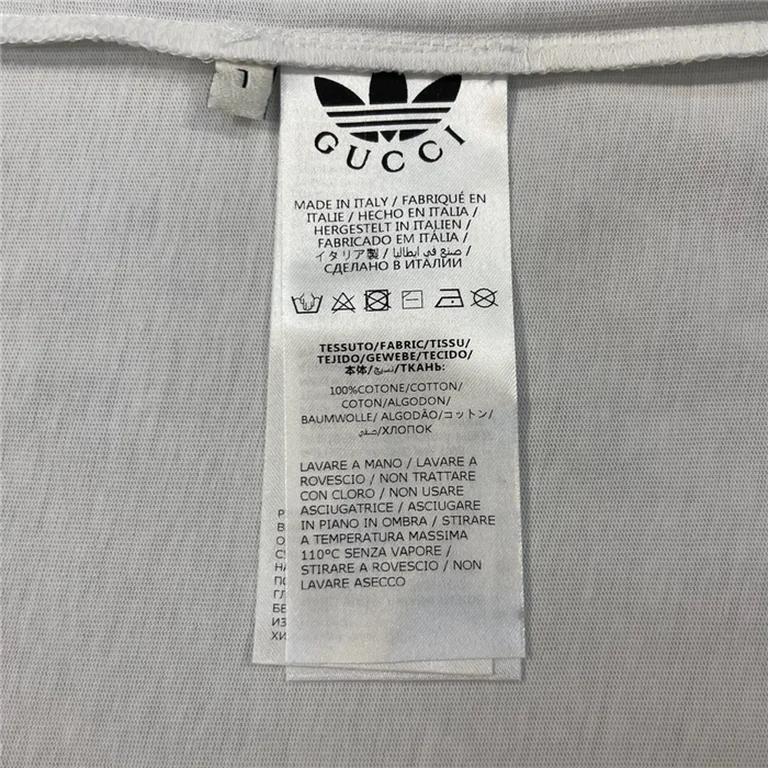 GUCCI
MADE IN ITALY / FABRIQUÉ EN
ITALIE / HECHO EN ITALIA /
HERGESTELT IN ITALIEN /
FABRICADO EM ITÁLIA /
イタリア製 / صنع في ايطاليا /
СДЕЛАНО В ИТАЛИИ
TESSUTO/FABRIC/TISSU/
TEJIDO/GEWEBE/TECIDO/
本体/نسيج/ТКАНЬ:
100%COTONE/COTTON/
COTON/ALGODON/
BAUMWOLLE/ ALGODÃO/コットン/
/ХЛОПОК
LAVARE A MANO / LAVARE A
ROVESCIO / NON TRATTARE
CON CLORO / NON USARE
ASCIUGATRICE / ASCIUGARE
IN PIANO IN OMBRA / STIRARE
A TEMPERATURA MASSIMA
110°C SENZA VAPORE /
STIRARE A ROVESCIO / NON
LAVARE ASECCO